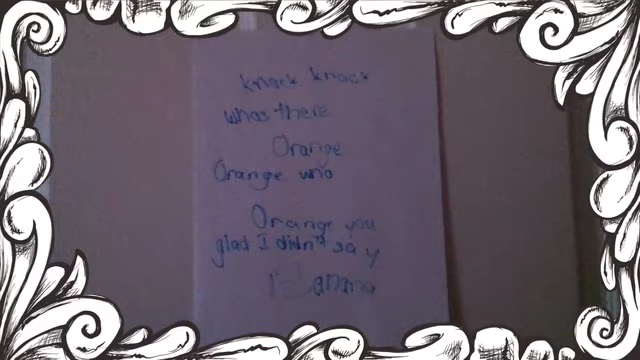 knock knock
whos there
Orange
Orange who
Orange you
glad I didn't say
Banana